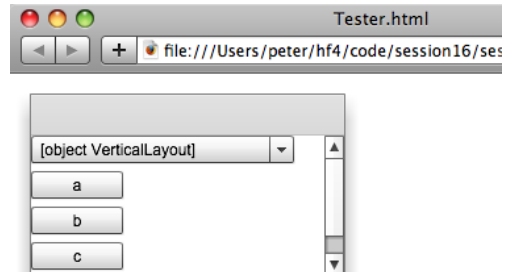 Tester.html
file:///Users/peter/hf4/code/session16/ses
[object VerticalLayout]
a
b
c